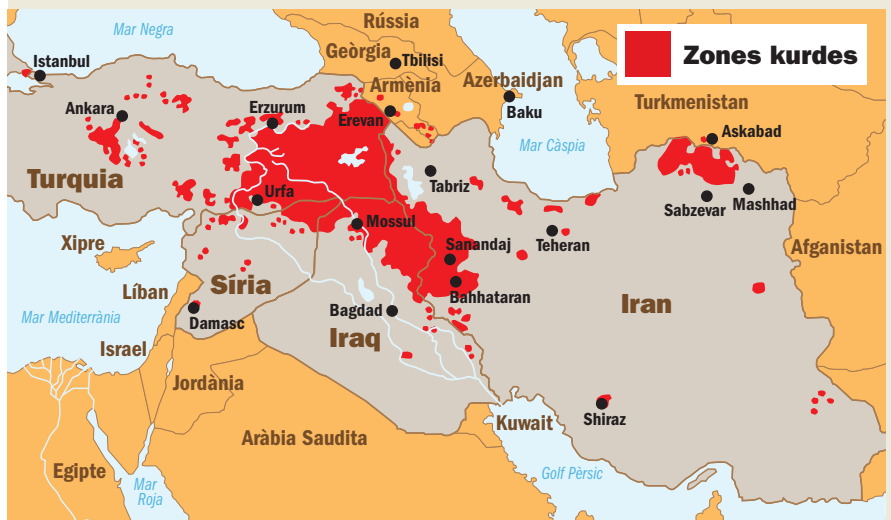 Mar Negra
Rússia
Zones kurdes
Istanbul
Geòrgia
Tbilisi
Armènia
Azerbaidjan
Ankara
Erzurum
Erevan
Baku
Turkmenistan
Askabad
Mar Càspia
Turquia
Urfa
Tabriz
Sabzevar
Mashhad
Mossul
Xipre
Sanandaj
Teheran
Afganistan
Síria
Líban
Bahhataran
Iran
Mar Mediterrània
Damasc
Bagdad
Iraq
Israel
Jordània
Kuwait
Shiraz
Aràbia Saudita
Egipte
Golf Pèrsic
Mar
Roja